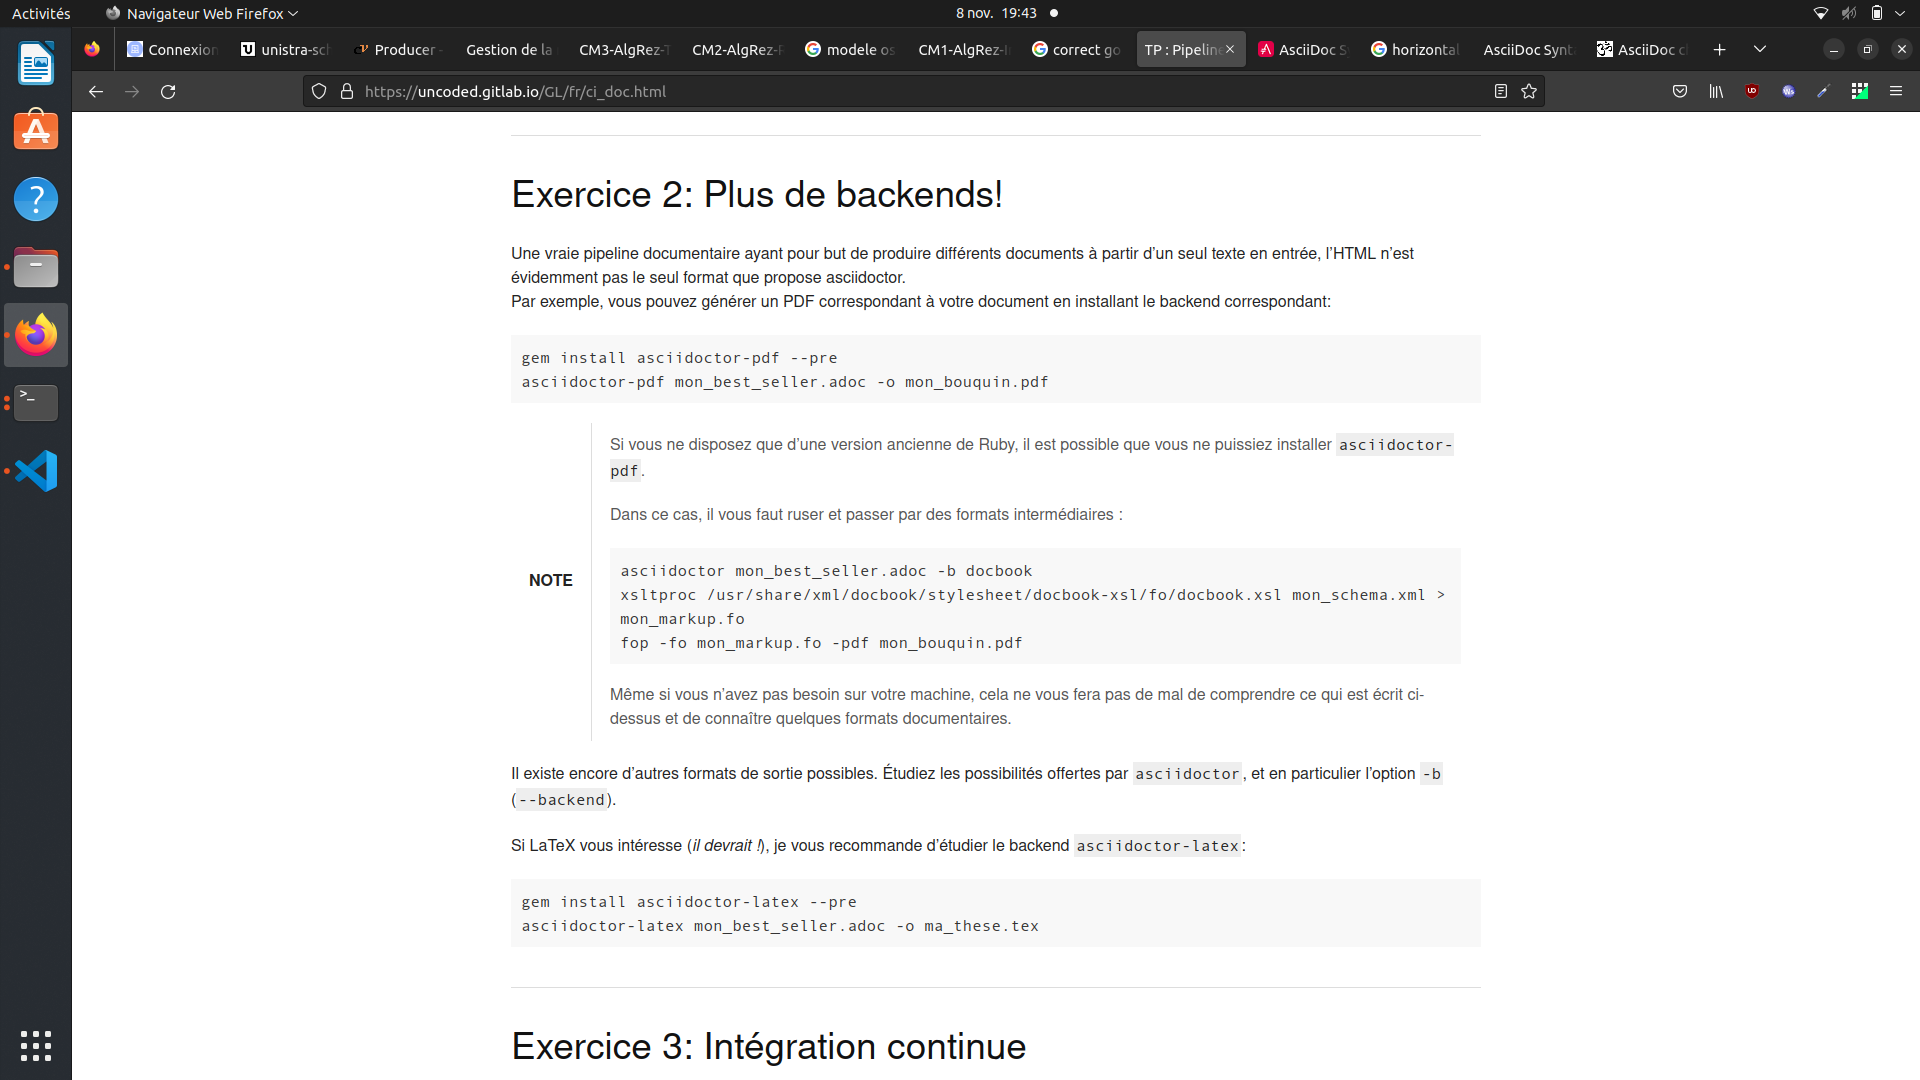 Activités
Navigateur Web Firefox
8 nov. 19:43
Connexion
unistra-sch
Producer -
Gestion de la
CM3-AlgRez-T
CM2-AlgRez-
modele os
CM1-AlgRez-
correct go
TP : Pipeline
AsciiDoc S
horizontal
AsciiDoc Synt
AsciiDoc cl
https://uncoded.gitlab.io/GL/fr/ci_doc.html
Exercice 2: Plus de backends!
Une vraie pipeline documentaire ayant pour but de produire différents documents à partir d’un seul texte en entrée, l’HTML n’est
évidemment pas le seul format que propose asciidoctor.
Par exemple, vous pouvez générer un PDF correspondant à votre document en installant le backend correspondant:
gem install asciidoctor-pdf --pre
asciidoctor-pdf mon_best_seller.adoc -o mon_bouquin.pdf
NOTE
Si vous ne disposez que d’une version ancienne de Ruby, il est possible que vous ne puissiez installer asciidoctor-
pdf.
Dans ce cas, il vous faut ruser et passer par des formats intermédiaires :
asciidoctor mon_best_seller.adoc -b docbook
xsltproc /usr/share/xml/docbook/stylesheet/docbook-xsl/fo/docbook.xsl mon_schema.xml >
mon_markup.fo
fop -fo mon_markup.fo -pdf mon_bouquin.pdf
Même si vous n’avez pas besoin sur votre machine, cela ne vous fera pas de mal de comprendre ce qui est écrit ci-
dessus et de connaître quelques formats documentaires.
Il existe encore d’autres formats de sortie possibles. Étudiez les possibilités offertes par asciidoctor, et en particulier l’option -b
(--backend).
Si LaTeX vous intéresse (il devrait !), je vous recommande d’étudier le backend asciidoctor-latex:
gem install asciidoctor-latex --pre
asciidoctor-latex mon_best_seller.adoc -o ma_these.tex
Exercice 3: Intégration continue